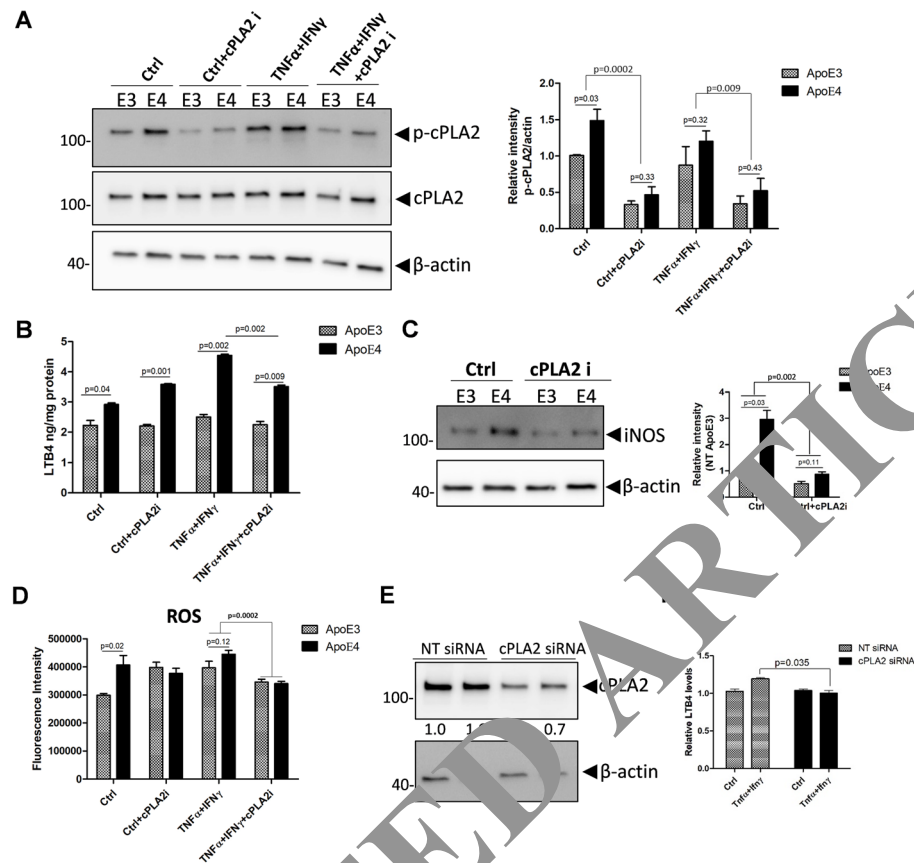 A
Ctrl
Ctrl+cPLA2 i
TNFα+IFNγ
TNFα+IFNγ
+cPLA2 i
E3 E4 E3 E4 E3 E4 E3 E4
100-
p-cPLA2
100-
cPLA2
40-
β-actin
Relative intensity
p-cPLA2/actin
2.0
1.5
1.0
0.5
0.0
p=0.0002
p=0.009
p=0.03
p=0.32
p=0.33
p=0.43
ApoE3
ApoE4
Ctrl
Ctrl+cPLA2i
TNFα+IFNγ
TNFα+IFNγ+cPLA2i
B
LTB4 ng/mg protein
5
4
3
2
1
0
p=0.002
p=0.04
p=0.001
p=0.002
p=0.009
ApoE3
ApoE4
Ctrl
Ctrl+cPLA2i
TNFα+IFNγ
TNFα+IFNγ+cPLA2i
C
Ctrl cPLA2 i
E3 E4 E3 E4
100-
iNOS
40-
β-actin
Relative intensity
(NT ApoE3)
4
3
2
1
0
p=0.002
p=0.03
p=0.11
ApoE3
ApoE4
Ctrl
Ctrl+cPLA2i
D
ROS
Fluorescence Intensity
500000
400000
300000
200000
100000
0
p=0.02
p=0.12
p=0.0002
ApoE3
ApoE4
Ctrl
Ctrl+cPLA2i
TNFα+IFNγ
TNFα+IFNγ+cPLA2i
E
NT siRNA cPLA2 siRNA
100-
cPLA2
1.0 0.7
40-
β-actin
Relative LTB4 levels
1.5
1.0
0.5
0.0
p=0.035
NT siRNA
cPLA2 siRNA
Ctrl
Tnfα+Ifnγ
Ctrl
Tnfα+Ifnγ
ED ARTIC